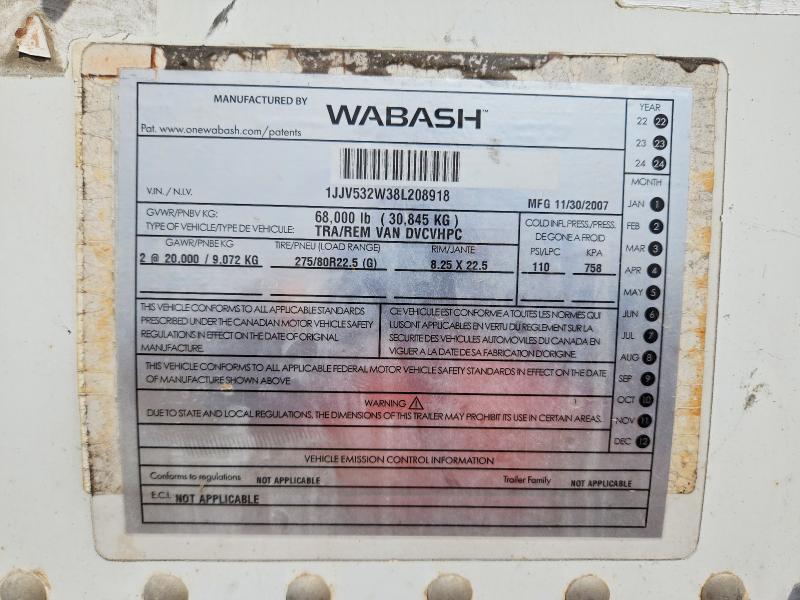 MANUFACTURED BY WABASH™
Pat. www.onewabash.com/patents
V.IN. / N.I.V. 1JJV532W38L208918 MFG 11/30/2007
GVWR/PNBV KG: 68,000 lb ( 30,845 KG )
TYPE OF VEHICLE/TYPE DE VEHICULE: TRA/REM VAN DVCVHPC
COLD INFL PRESS./PRESS.
DE GONE A FROID
GAWR/PNBE KG TIRE/PNEU (LOAD RANGE) RIM/JANTE PSI/LPC KPA
2 @ 20.000 / 9.072 KG 275/80R22.5 (G) 8.25 X 22.5 110 758
THIS VEHICLE CONFORMS TO ALL APPLICABLE STANDARDS
PRESCRIBED UNDER THE CANADIAN MOTOR VEHICLE SAFETY
REGULATIONS IN EFFECT ON THE DATE OF ORIGINAL
MANUFACTURE.
CE VEHICULE EST CONFORME A TOUTES LES NORMES QUI
LUI SONT APPLICABLES EN VERTU DU REGLEMENT SUR LA
SECURITE DES VEHICULES AUTOMOBILES DU CANADA EN
VIGUER A LA DATE DE SA FABRICATION D'ORIGINE.
THIS VEHICLE CONFORMS TO ALL APPLICABLE FEDERAL MOTOR VEHICLE SAFETY STANDARDS IN EFFECT ON THE DATE
OF MANUFACTURE SHOWN ABOVE
WARNING
DUE TO STATE AND LOCAL REGULATIONS, THE DIMENSIONS OF THIS TRAILER MAY PROHIBIT ITS USE IN CERTAIN AREAS.
VEHICLE EMISSION CONTROL INFORMATION
Conforms to regulations NOT APPLICABLE Trailer Family NOT APPLICABLE
E.C.I. NOT APPLICABLE
YEAR
22 22
23 23
24 24
MONTH
JAN 1
FEB 2
MAR 3
APR 4
MAY 5
JUN 6
JUL 7
AUG 8
SEP 9
OCT 10
NOV 11
DEC 12